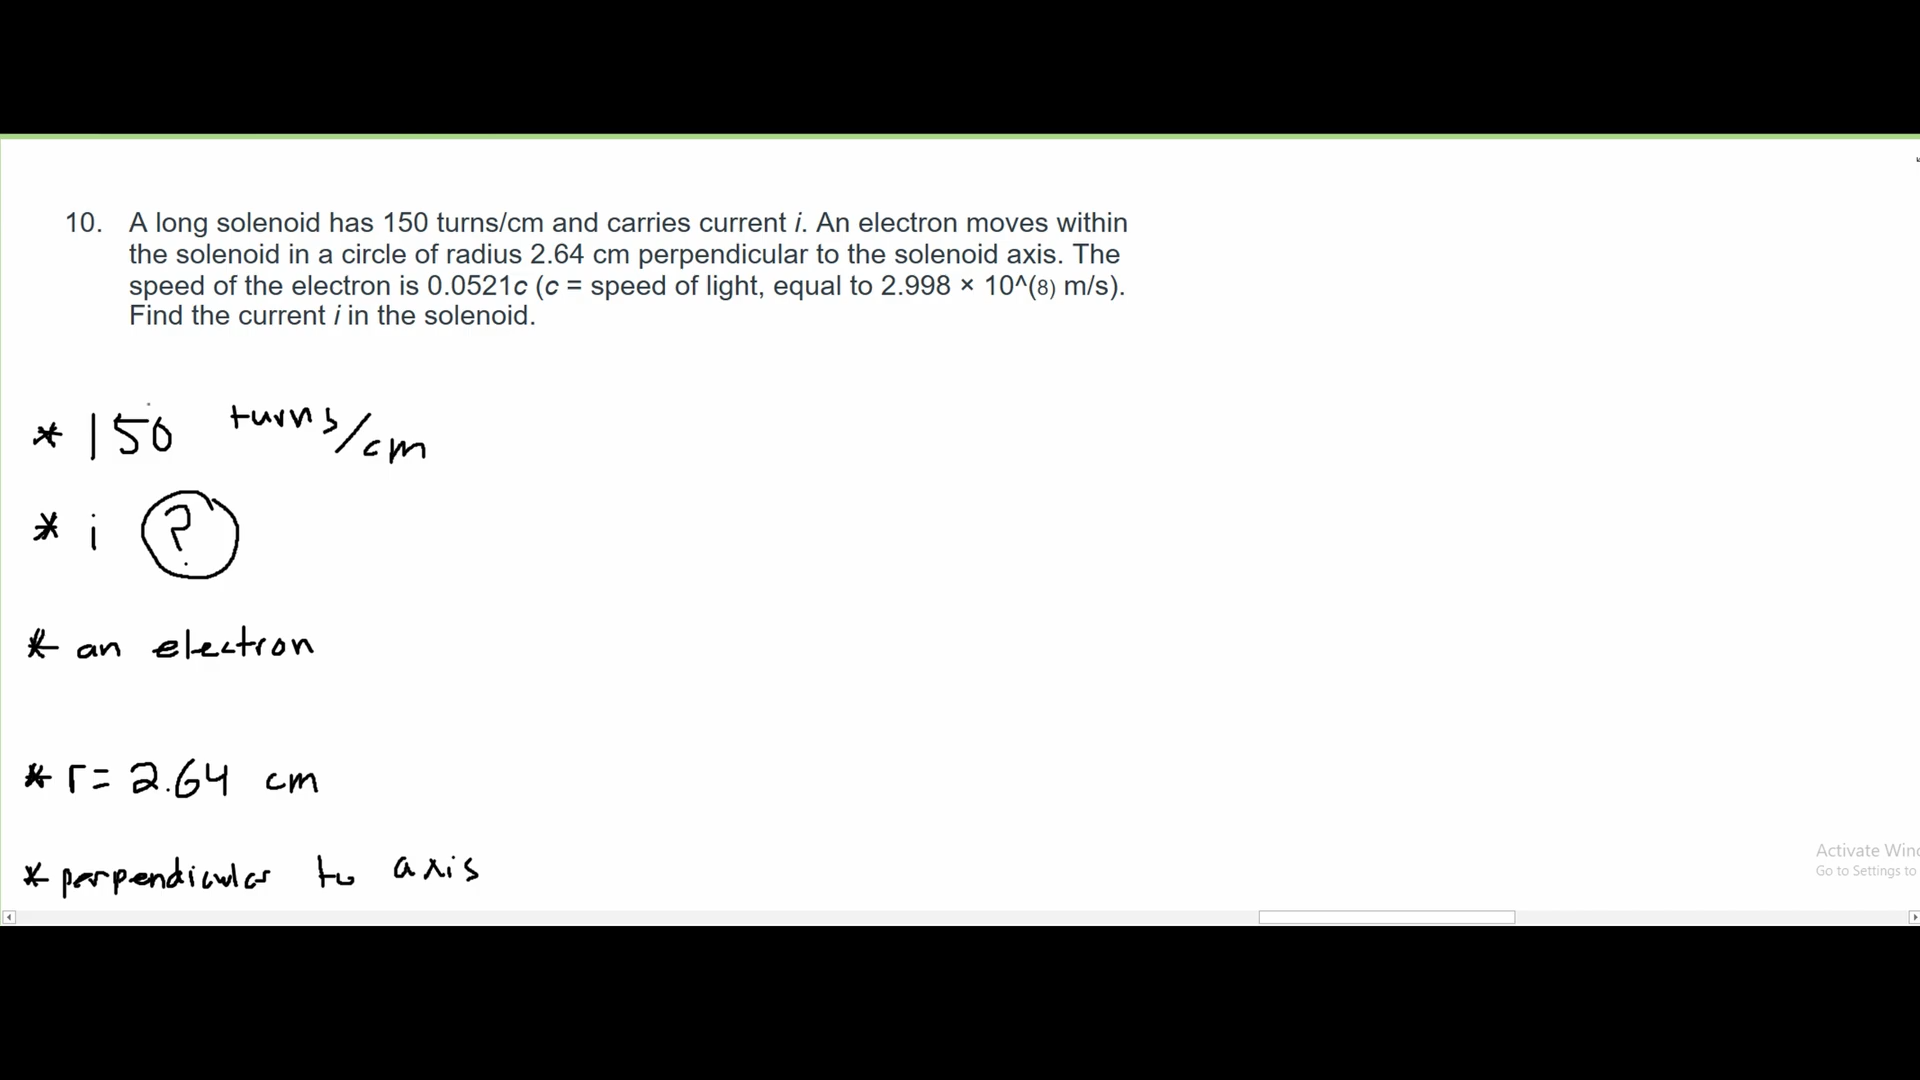 10. A long solenoid has 150 turns/cm and carries current i. An electron moves within
the solenoid in a circle of radius 2.64 cm perpendicular to the solenoid axis. The
speed of the electron is 0.0521c (c = speed of light, equal to 2.998 × 10^(8) m/s).
Find the current i in the solenoid.
* 150 turns/cm
* i ?
* an electron
* r= 2.64 cm
* perpendicular to axis
Activate Wind
Go to Settings to